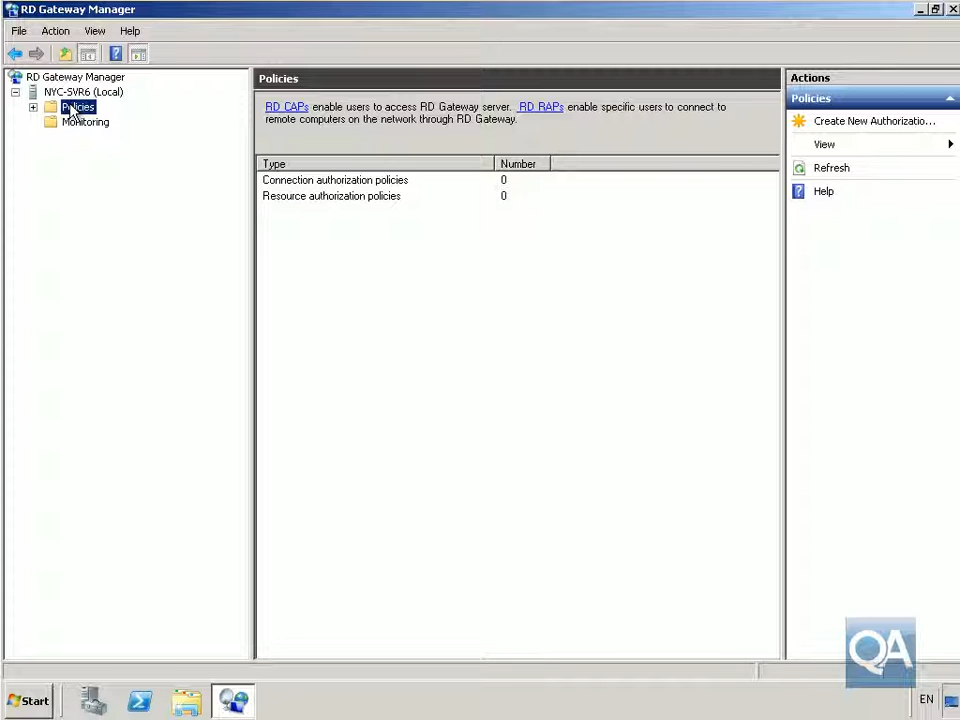 RD Gateway Manager
File Action View Help
RD Gateway Manager
NYC-SVR6 (Local)
Policies
Monitoring
Policies
RD CAPs enable users to access RD Gateway server. RD RAPs enable specific users to connect to
remote computers on the network through RD Gateway.
Type Number
Connection authorization policies 0
Resource authorization policies 0
Actions
Policies
Create New Authorizatio...
View
Refresh
Help
QA
Start
EN